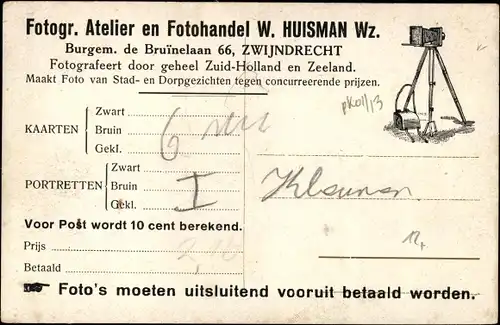 Fotogr. Atelier en Fotohandel W. HUISMAN Wz.
Burgem. de Bruïnelaan 66, ZWIJNDRECHT
Fotografeert door geheel Zuid-Holland en Zeeland.
Maakt Foto van Stad- en Dorpgezichten tegen concurreerende prijzen.
pk01/13
KAARTEN
Zwart
Bruin
Gekl.
6
PORTRETTEN
Zwart
Bruin
Gekl.
I
Voor Post wordt 10 cent berekend.
Prijs
Betaald
Foto's moeten uitsluitend vooruit betaald worden.